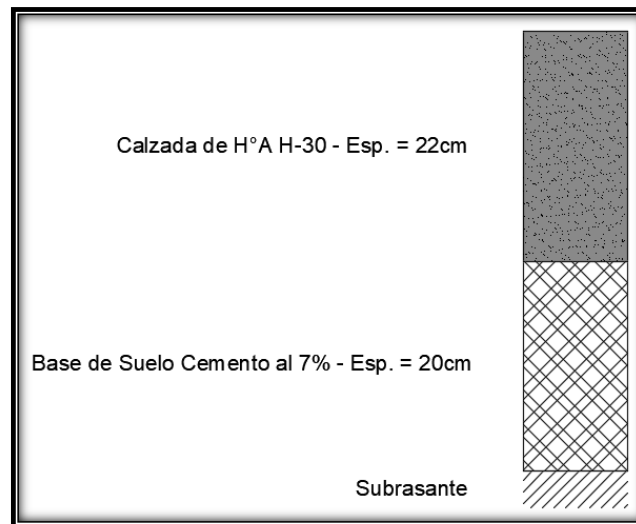 Calzada de H°A H-30 - Esp. = 22cm
Base de Suelo Cemento al 7% - Esp. = 20cm
Subrasante